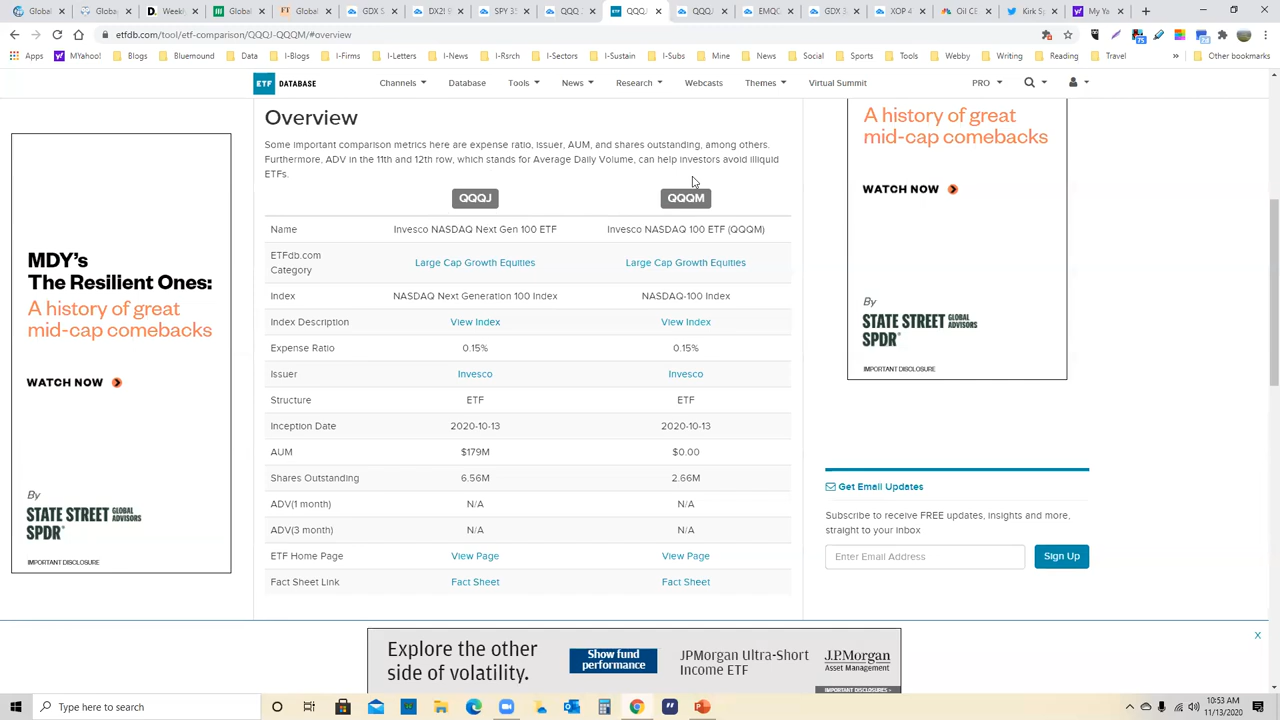 GDX S
DX2I S
SPX S
QQQ
NDX
Kirk
My Ya
etfdb.com/tool/etf-comparison/QQQJ-QQQM/#overview
75
21
Apps
MYahoo!
Blogs
Bluemound
Data
I-Blogs
I-Firms
I-Letters
I-News
I-Rsrch
I-Sectors
I-Sustain
I-Subs
Mine
News
Social
Sports
Tools
Webby
Writing
Reading
Travel
»
Other bookmarks
ETF DATABASE
Channels
Database
Tools
News
Research
Webcasts
Themes
Virtual Summit
PRO
Overview
Some important comparison metrics here are expense ratio, issuer, AUM, and shares outstanding, among others.
Furthermore, ADV in the 11th and 12th row, which stands for Average Daily Volume, can help investors avoid illiquid
ETFs.
QQQJ QQQM
Name Invesco NASDAQ Next Gen 100 ETF Invesco NASDAQ 100 ETF (QQQM)
ETFdb.com
Category Large Cap Growth Equities Large Cap Growth Equities
Index NASDAQ Next Generation 100 Index NASDAQ-100 Index
Index Description View Index View Index
Expense Ratio 0.15% 0.15%
Issuer Invesco Invesco
Structure ETF ETF
Inception Date 2020-10-13 2020-10-13
AUM $179M $0.00
Shares Outstanding 6.56M 2.66M
ADV(1 month) N/A N/A
ADV(3 month) N/A N/A
ETF Home Page View Page View Page
Fact Sheet Link Fact Sheet Fact Sheet
MDY's
The Resilient Ones:
A history of great
mid-cap comebacks
WATCH NOW
By
STATE STREET GLOBAL
ADVISORS
SPDR®
IMPORTANT DISCLOSURE
A history of great
mid-cap comebacks
WATCH NOW
By
STATE STREET GLOBAL
ADVISORS
SPDR®
IMPORTANT DISCLOSURE
Get Email Updates
Subscribe to receive FREE updates, insights and more,
straight to your inbox
Enter Email Address
Sign Up
X
Explore the other
side of volatility.
Show fund
performance
JPMorgan Ultra-Short
Income ETF
J.P.Morgan
Asset Management
IMPORTANT DISCLOSURES
Type here to search
10:53 AM
11/13/2020